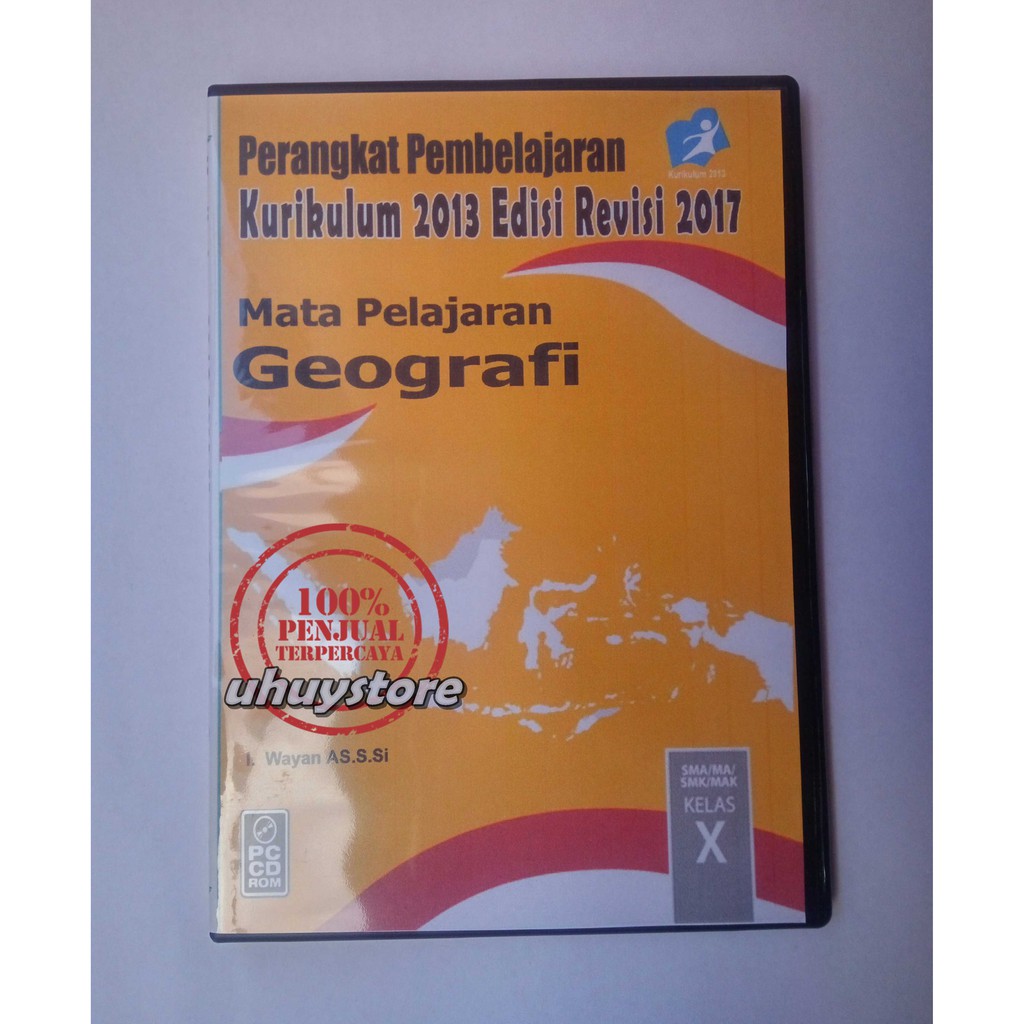 Perangkat Pembelajaran
Kurikulum 2013
Kurikulum 2013 Edisi Revisi 2017
Mata Pelajaran
Geografi
100%
PENJUAL
TERPERCAYA
uhuystore
I. Wayan AS.S.Si
SMA/MA/
SMK/MAK
KELAS
X
PC
CD
ROM